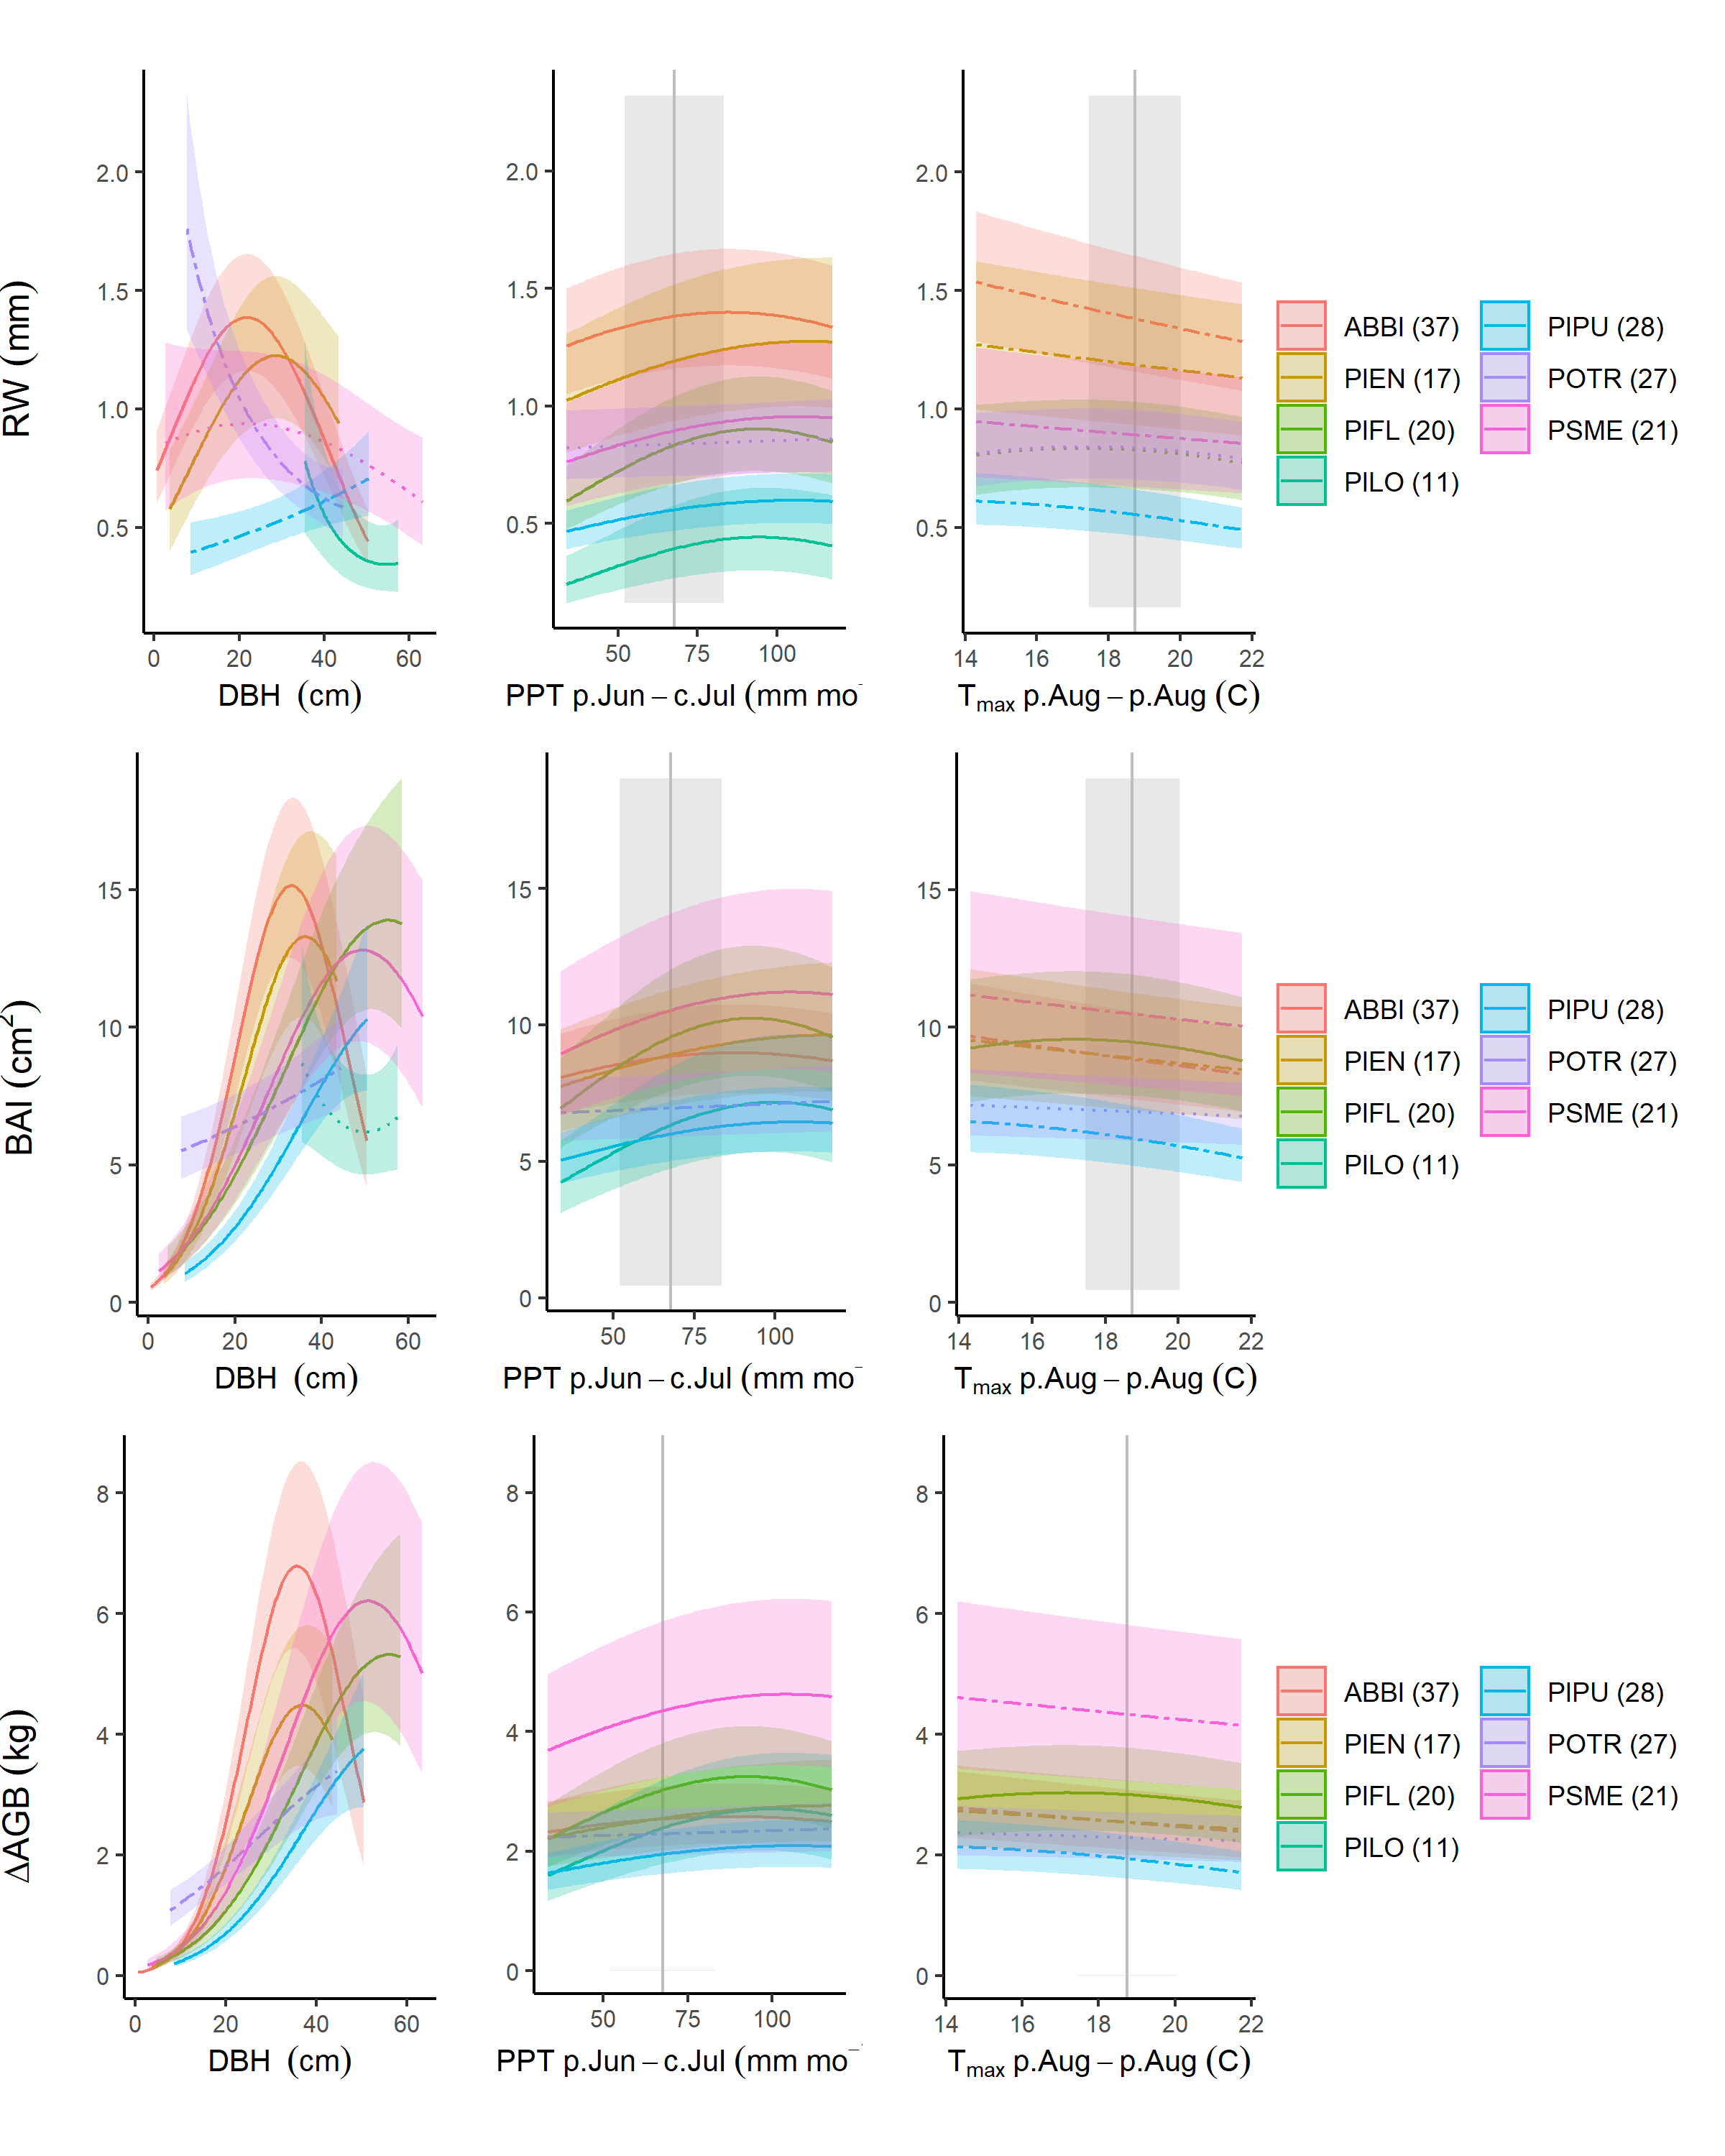 RW (mm)
2.0
1.5
1.0
0.5
0 20 40 60
DBH (cm)
2.0
1.5
1.0
0.5
50 75 100
PPT p.Jun – c.Jul (mm mo⁻
2.0
1.5
1.0
0.5
14 16 18 20 22
Tmax p.Aug – p.Aug (C)
ABBI (37) PIPU (28)
PIEN (17) POTR (27)
PIFL (20) PSME (21)
PILO (11)
BAI (cm²)
15
10
5
0
0 20 40 60
DBH (cm)
15
10
5
0
50 75 100
PPT p.Jun – c.Jul (mm mo⁻
15
10
5
0
14 16 18 20 22
Tmax p.Aug – p.Aug (C)
ABBI (37) PIPU (28)
PIEN (17) POTR (27)
PIFL (20) PSME (21)
PILO (11)
ΔAGB (kg)
8
6
4
2
0
0 20 40 60
DBH (cm)
8
6
4
2
0
50 75 100
PPT p.Jun – c.Jul (mm mo⁻
8
6
4
2
0
14 16 18 20 22
Tmax p.Aug – p.Aug (C)
ABBI (37) PIPU (28)
PIEN (17) POTR (27)
PIFL (20) PSME (21)
PILO (11)